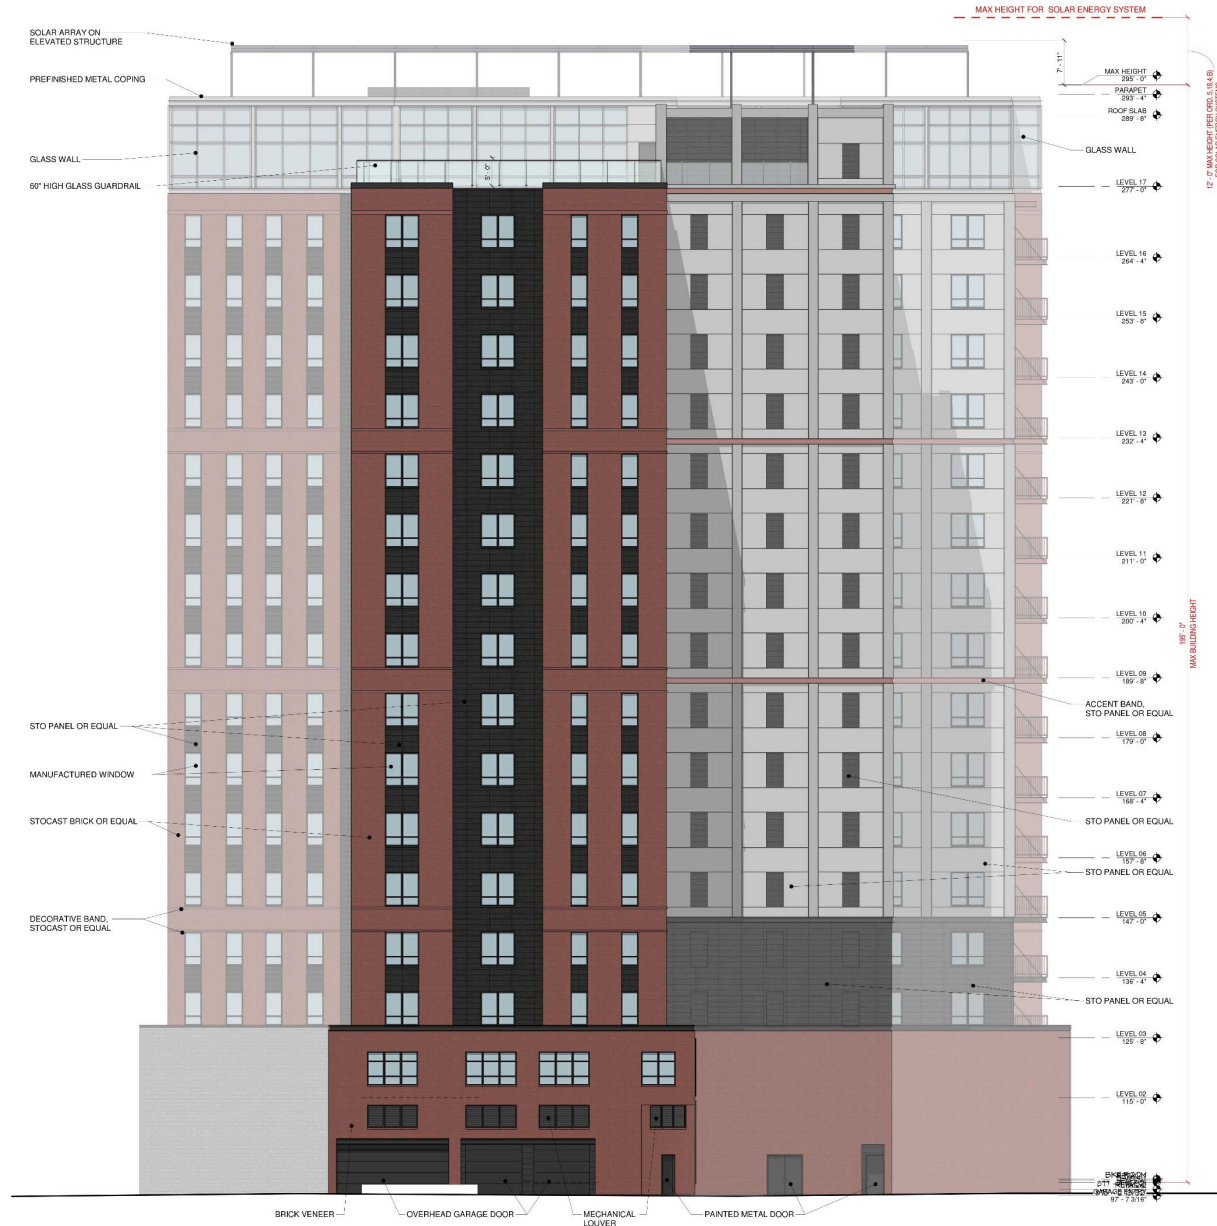 MAX HEIGHT FOR SOLAR ENERGY SYSTEM
SOLAR ARRAY ON
ELEVATED STRUCTURE
PREFINISHED METAL COPING
GLASS WALL
60" HIGH GLASS GUARDRAIL
5' - 0"
7' - 11"
MAX HEIGHT
295' - 0"
PARAPET
293' - 4"
ROOF SLAB
289' - 8"
12' - 0" MAX HEIGHT (PER ORD. 5.18.4.B)
GLASS WALL
LEVEL 17
277' - 0"
LEVEL 16
264' - 4"
LEVEL 15
253' - 8"
LEVEL 14
243' - 0"
LEVEL 13
232' - 4"
LEVEL 12
221' - 8"
LEVEL 11
211' - 0"
LEVEL 10
200' - 4"
195' - 0"
MAX BUILDING HEIGHT
LEVEL 09
189' - 8"
ACCENT BAND,
STO PANEL OR EQUAL
STO PANEL OR EQUAL
LEVEL 08
179' - 0"
MANUFACTURED WINDOW
LEVEL 07
168' - 4"
STOCAST BRICK OR EQUAL
STO PANEL OR EQUAL
LEVEL 06
157' - 8"
STO PANEL OR EQUAL
DECORATIVE BAND,
STOCAST OR EQUAL
LEVEL 05
147' - 0"
LEVEL 04
136' - 4"
STO PANEL OR EQUAL
LEVEL 03
125' - 8"
LEVEL 02
115' - 0"
97' - 7 3/16"
BRICK VENEER
OVERHEAD GARAGE DOOR
MECHANICAL
LOUVER
PAINTED METAL DOOR